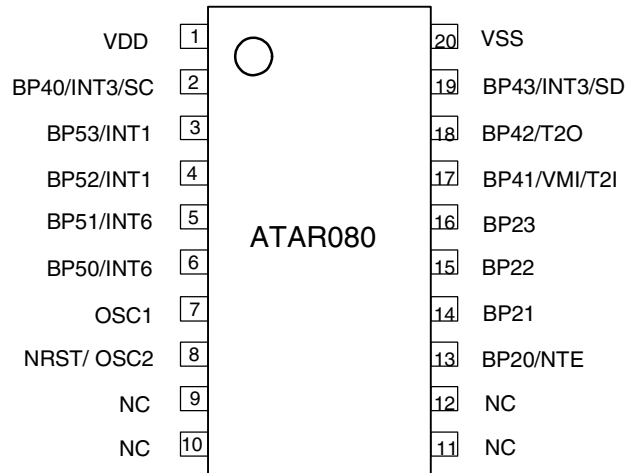 VDD 1 20 VSS
BP40/INT3/SC 2 19 BP43/INT3/SD
BP53/INT1 3 18 BP42/T2O
BP52/INT1 4 17 BP41/VMI/T2I
BP51/INT6 5 16 BP23
ATAR080
BP50/INT6 6 15 BP22
OSC1 7 14 BP21
NRST/ OSC2 8 13 BP20/NTE
NC 9 12 NC
NC 10 11 NC